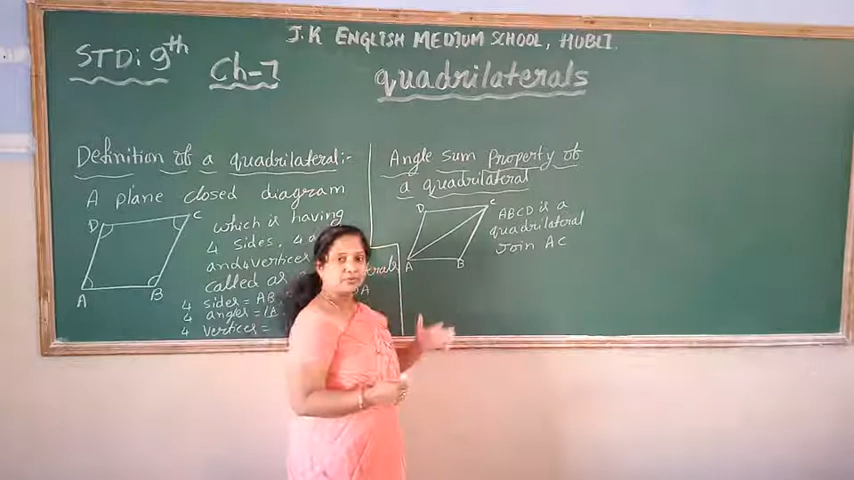 J.K ENGLISH MEDIUM SCHOOL, HUBLI.
STD: 9th Ch-7 quadrilaterals
Definition of a quadrilateral:-
A plane closed diagram
which is having
4 sides, 4
and 4 vertices
called as
4 sides = AB
4 angles = LA
4 vertices =
D C
A B
Angle Sum Property of
a quadrilateral
ABCD is a
quadrilateral
Join AC
D C
A B